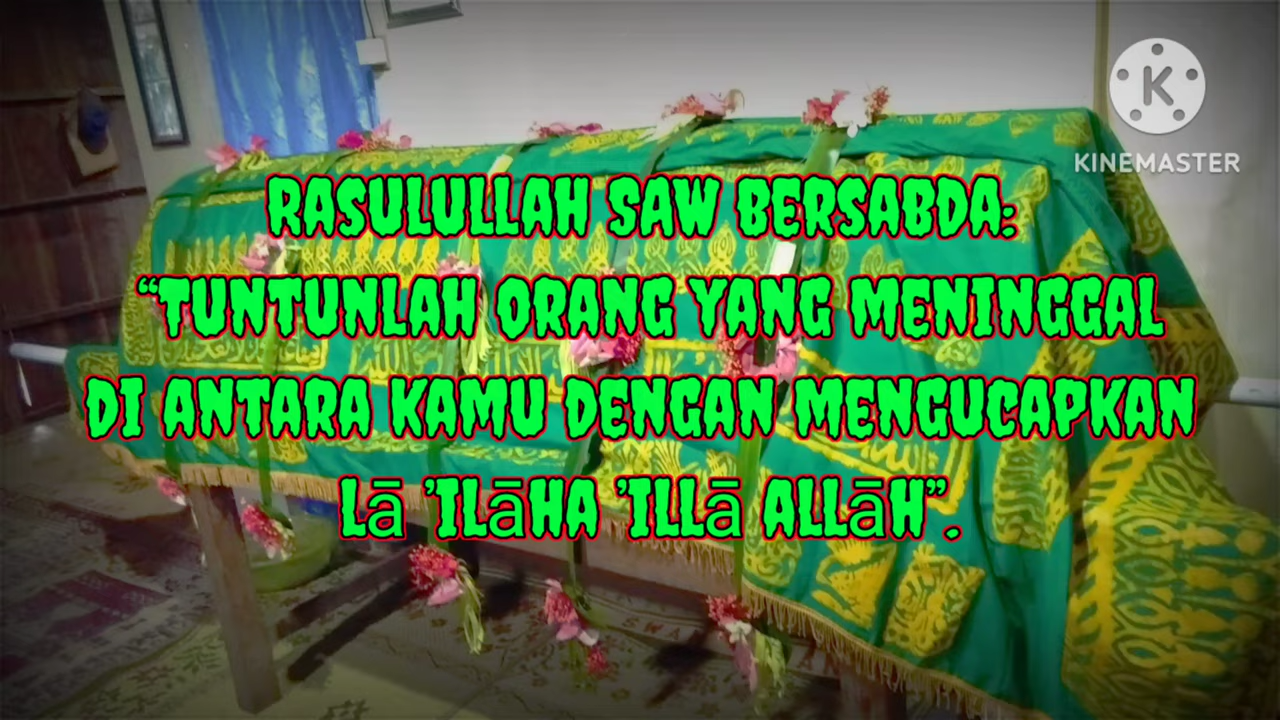 KINEMASTER
RASULULLAH SAW BERSABDA:
“TUNTUNLAH ORANG YANG MENINGGAL
DI ANTARA KAMU DENGAN MENGUCAPKAN
Lā ’ILāHA ’ILLā ALLāH”.